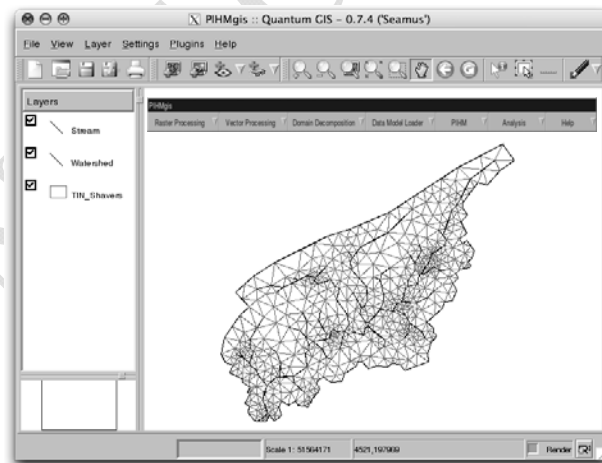 PIHMgis :: Quantum GIS - 0.7.4 ('Seamus')
File View Layer Settings Plugins Help
Layers
Stream
Watershed
TIN_Shavers
PIHMgis
Raster Processing Vector Processing Domain Decomposition Data Model Loader PIHM Analysis Help
Scale 1: 51564171 4521,197909 Render